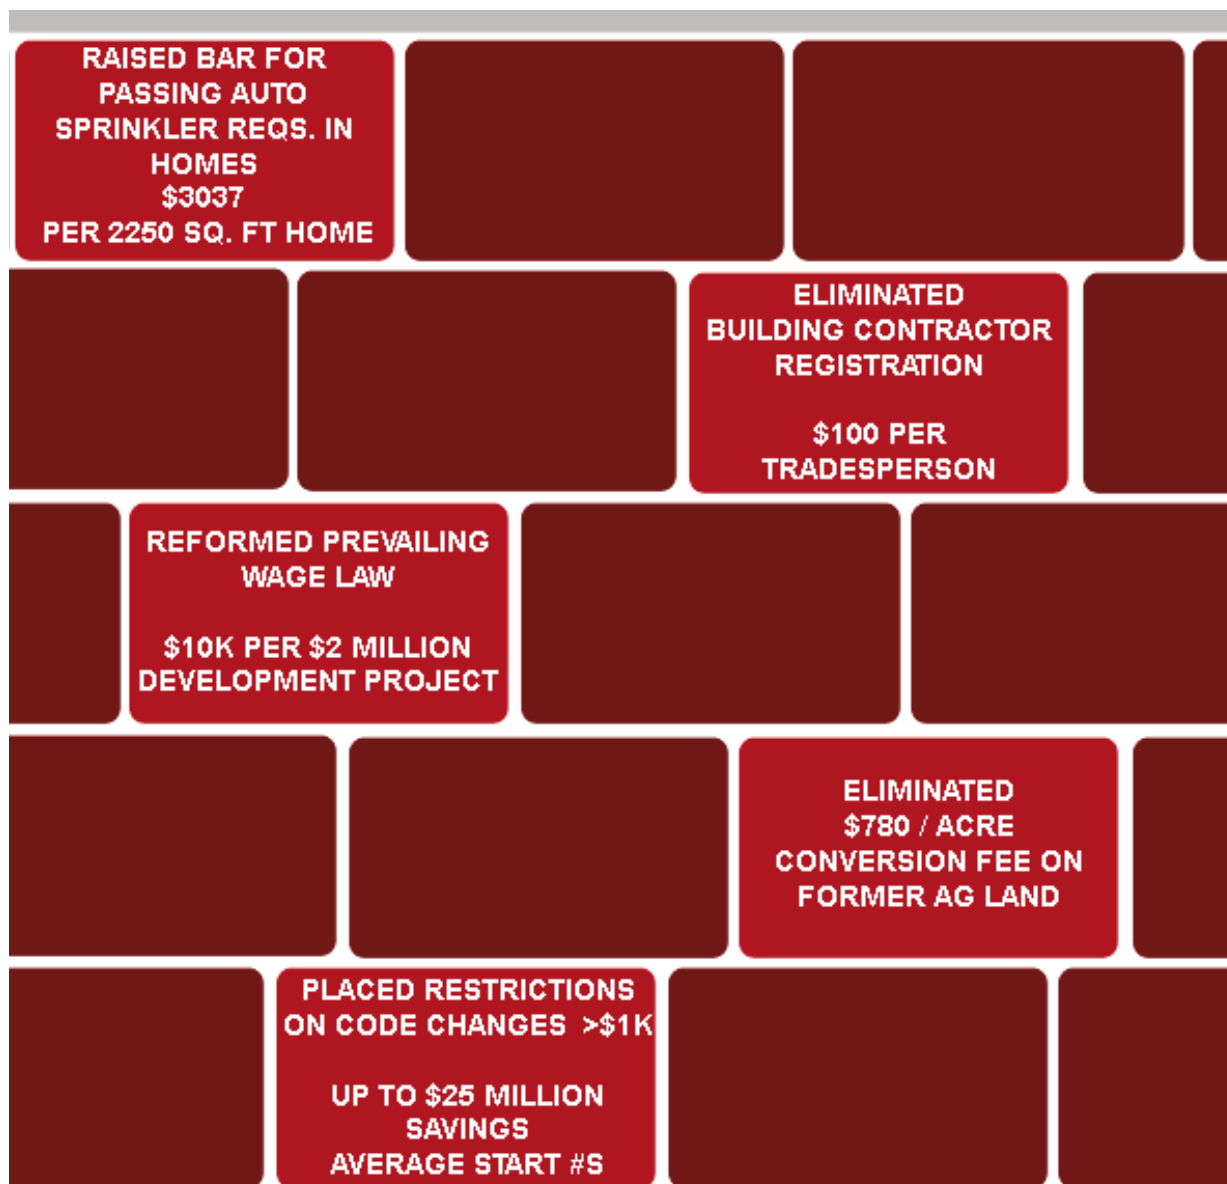 RAISED BAR FOR
PASSING AUTO
SPRINKLER REQS. IN
HOMES
$3037
PER 2250 SQ. FT HOME
ELIMINATED
BUILDING CONTRACTOR
REGISTRATION
$100 PER
TRADESPERSON
REFORMED PREVAILING
WAGE LAW
$10K PER $2 MILLION
DEVELOPMENT PROJECT
ELIMINATED
$780 / ACRE
CONVERSION FEE ON
FORMER AG LAND
PLACED RESTRICTIONS
ON CODE CHANGES >$1K
UP TO $25 MILLION
SAVINGS
AVERAGE START #S